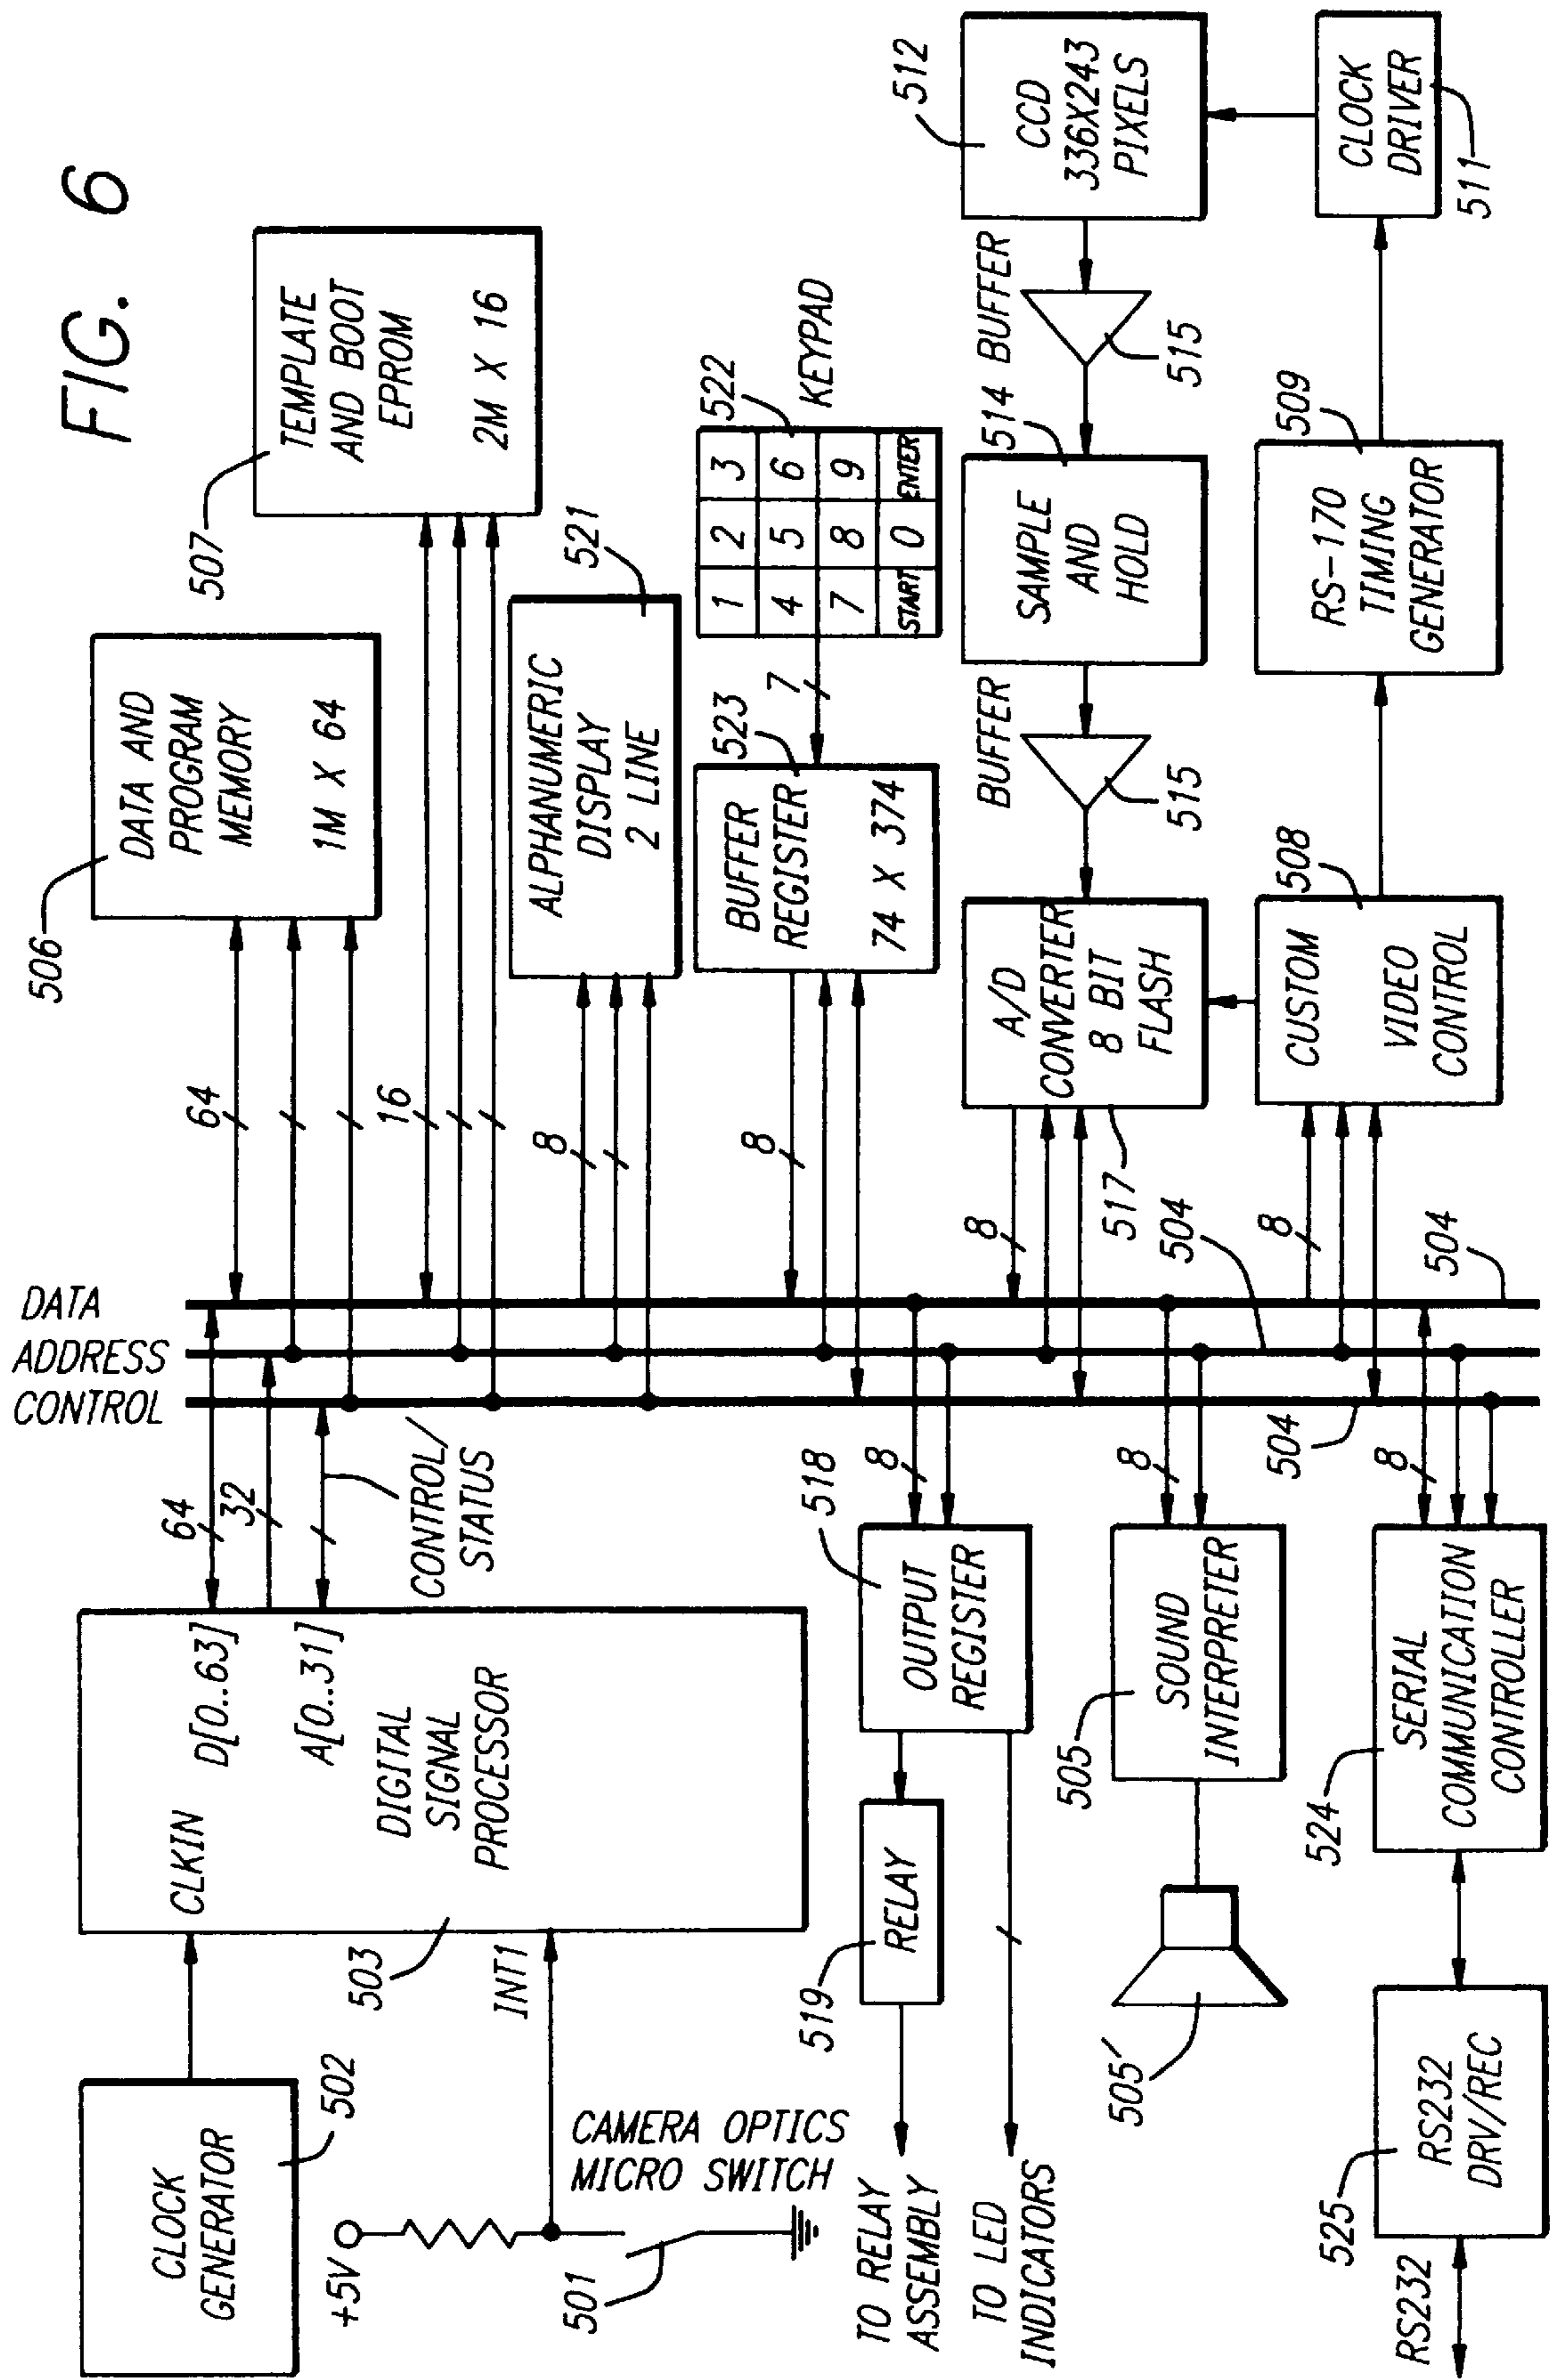 FIG. 6
CLOCK
GENERATOR
502
+5V
501
CAMERA OPTICS
MICRO SWITCH
INT1
503
CLKIN
D[0..63]
A[0..31]
DIGITAL
SIGNAL
PROCESSOR
64
32
CONTROL/
STATUS
DATA
ADDRESS
CONTROL
506
DATA AND
PROGRAM
MEMORY
1M X 64
64
507
TEMPLATE
AND BOOT
EPROM
2M X 16
16
521
ALPHANUMERIC
DISPLAY
2 LINE
8
523
BUFFER
REGISTER
74 X 374
8
7
522
KEYPAD
1 2 3
4 5 6
7 8 9
START 0 ENTER
TO RELAY
ASSEMBLY
519
RELAY
518
OUTPUT
REGISTER
8
TO LED
INDICATORS
A/D
CONVERTER
8 BIT
FLASH
8
517
504
BUFFER
515
SAMPLE
AND
HOLD
514
BUFFER
515
CCD
336X243
PIXELS
512
505'
505
SOUND
INTERPRETER
8
504
CUSTOM
VIDEO
CONTROL
508
8
504
RS-170
TIMING
GENERATOR
509
CLOCK
DRIVER
511
RS232
525
RS232
DRV/REC
524
SERIAL
COMMUNICATION
CONTROLLER
8